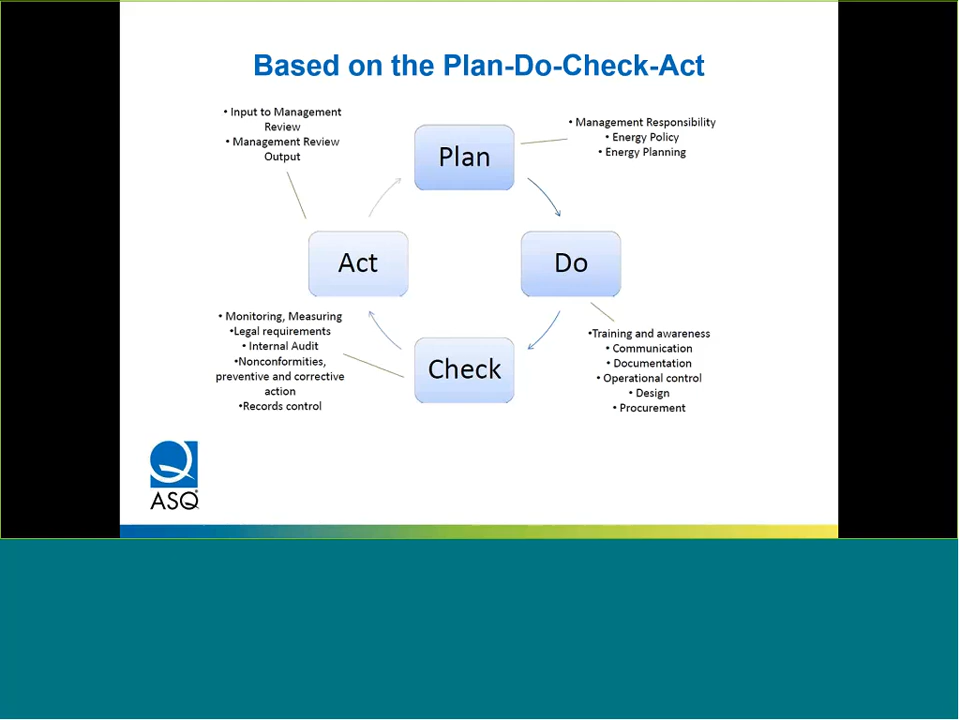 Based on the Plan-Do-Check-Act
• Input to Management
Review
• Management Review
Output
Plan
• Management Responsibility
• Energy Policy
• Energy Planning
Act
Do
• Monitoring, Measuring
•Legal requirements
• Internal Audit
•Nonconformities,
preventive and corrective
action
•Records control
Check
•Training and awareness
• Communication
• Documentation
• Operational control
• Design
• Procurement
ASQ